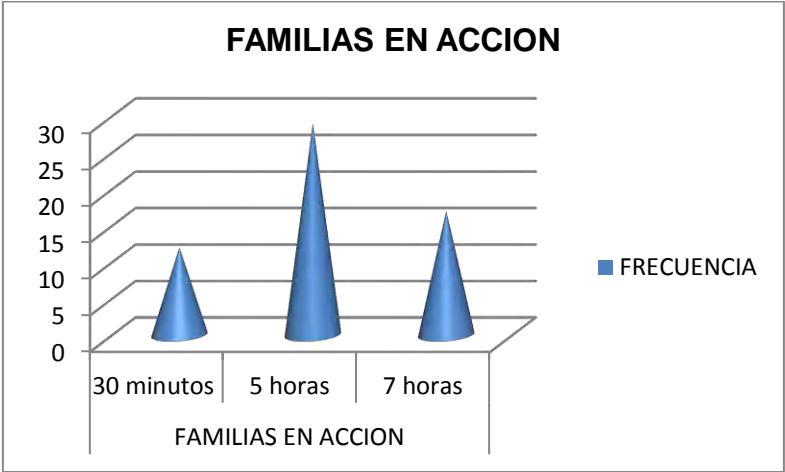 FAMILIAS EN ACCION
30
25
20
15
10
5
0
30 minutos 5 horas 7 horas
FAMILIAS EN ACCION
FRECUENCIA